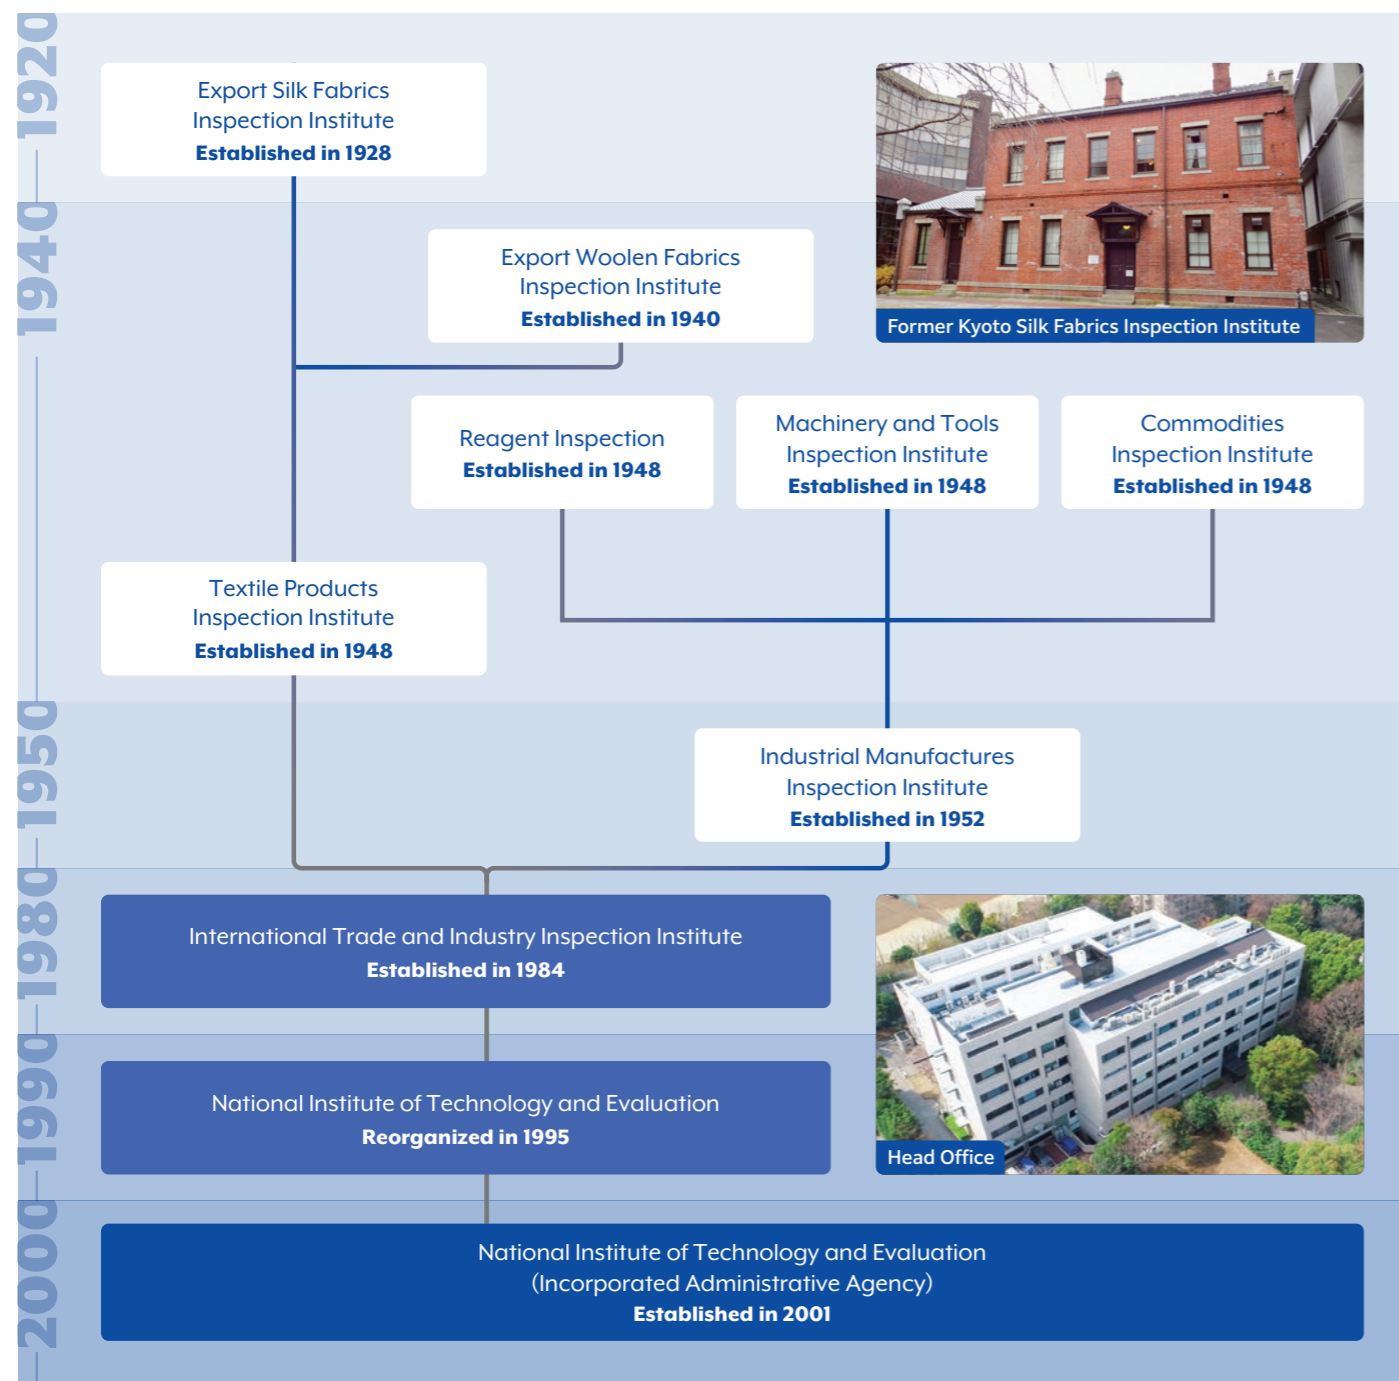 1920
Export Silk Fabrics
Inspection Institute
Established in 1928
Former Kyoto Silk Fabrics Inspection Institute
1940
Export Woolen Fabrics
Inspection Institute
Established in 1940
Reagent Inspection
Established in 1948
Machinery and Tools
Inspection Institute
Established in 1948
Commodities
Inspection Institute
Established in 1948
Textile Products
Inspection Institute
Established in 1948
1950
Industrial Manufactures
Inspection Institute
Established in 1952
1980
International Trade and Industry Inspection Institute
Established in 1984
1990
National Institute of Technology and Evaluation
Reorganized in 1995
Head Office
2000
National Institute of Technology and Evaluation
(Incorporated Administrative Agency)
Established in 2001